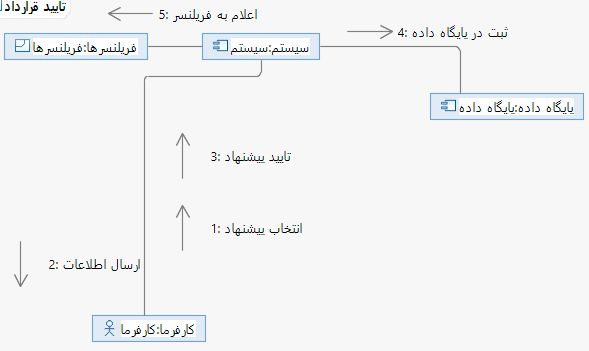 تایید قرارداد
5: اعلام به فریلنسر
4: ثبت در پایگاه داده
فریلنسرها:فریلنسرها
سیستم:سیستم
پایگاه داده:پایگاه داده
3: تایید پیشنهاد
1: انتخاب پیشنهاد
2: ارسال اطلاعات
کارفرما:کارفرما